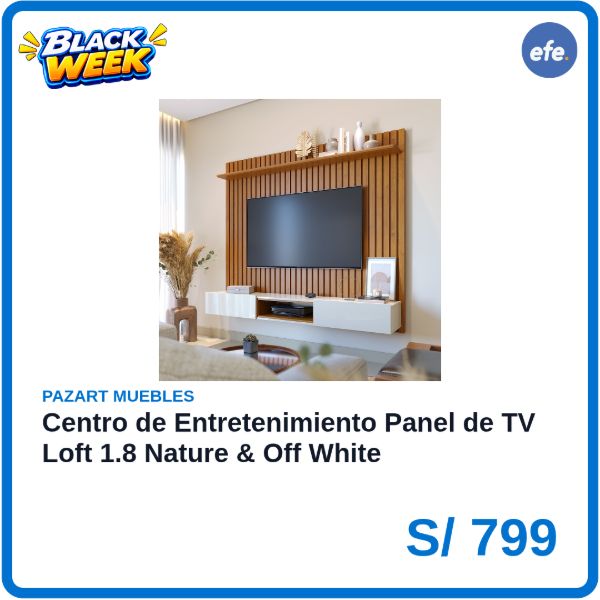 BLACK
WEEK
efe.
PAZART MUEBLES
Centro de Entretenimiento Panel de TV
Loft 1.8 Nature & Off White
S/ 799